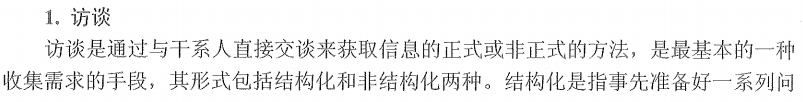 1. 访谈
访谈是通过与干系人直接交谈来获取信息的正式或非正式的方法，是最基本的一种
收集需求的手段，其形式包括结构化和非结构化两种。结构化是指事先准备好一系列问